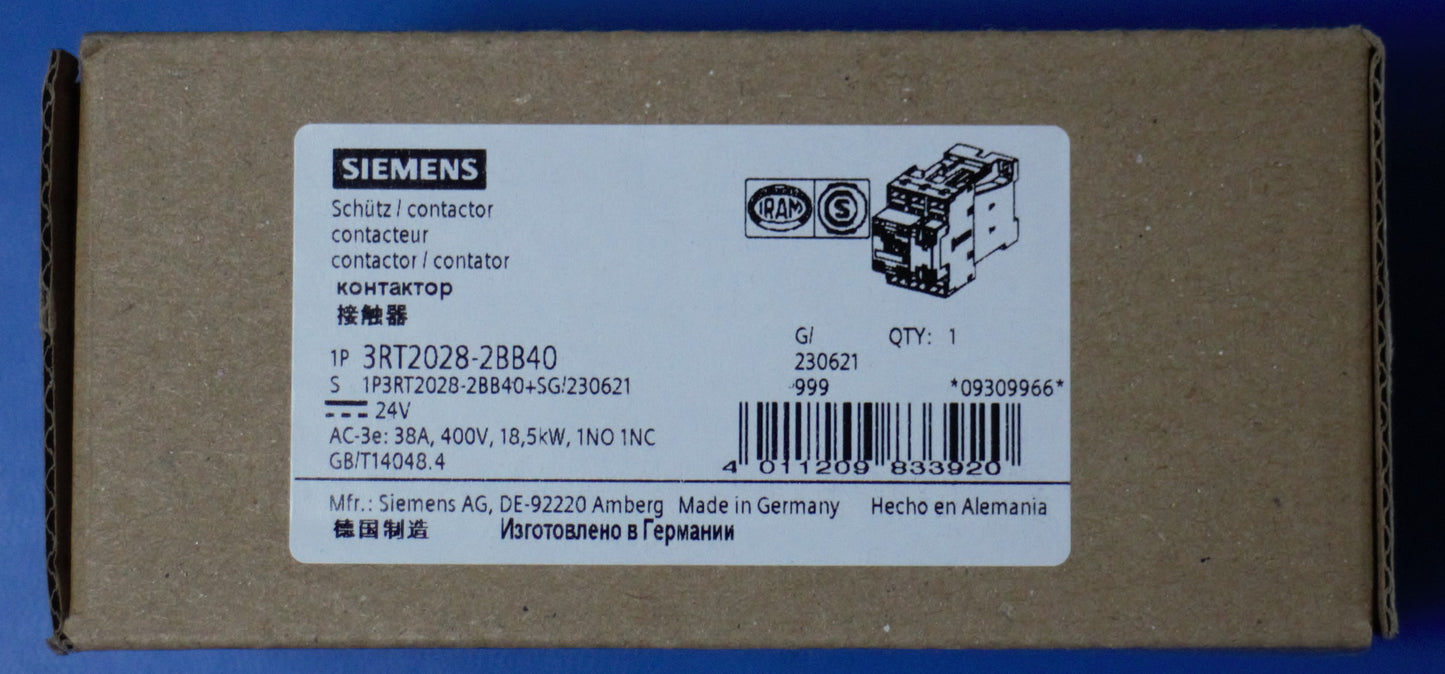 SIEMENS
Schütz / contactor
contacteur
contactor / contator
контактор
接触器
IRAM S
1P 3RT2028-2BB40
S 1P3RT2028-2BB40+SG/230621
24V
AC-3e: 38A, 400V, 18,5kW, 1NO 1NC
GB/T14048.4
G/ QTY: 1
230621
999 *09309966*
4 011209 833920
Mfr.: Siemens AG, DE-92220 Amberg Made in Germany Hecho en Alemania
德国制造 Изготовлено в Германии